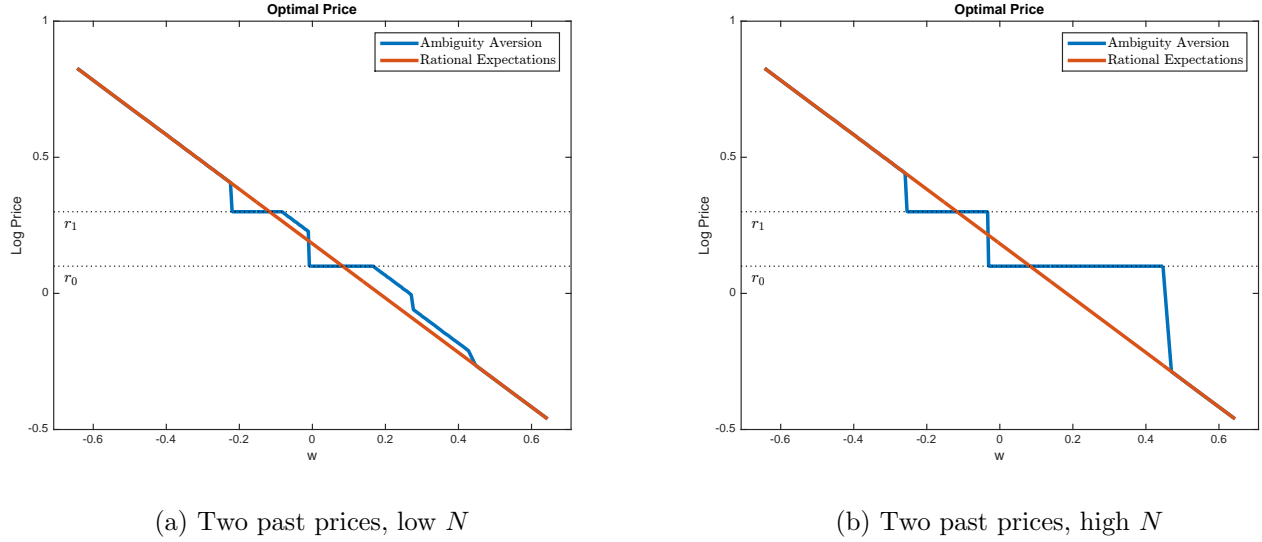 Optimal Price
Ambiguity Aversion
Rational Expectations
1
0.5
0
-0.5
Log Price
r1
r0
-0.6
-0.4
-0.2
0
0.2
0.4
0.6
w
(a) Two past prices, low N
Optimal Price
Ambiguity Aversion
Rational Expectations
1
0.5
0
-0.5
Log Price
r1
r0
-0.6
-0.4
-0.2
0
0.2
0.4
0.6
w
(b) Two past prices, high N